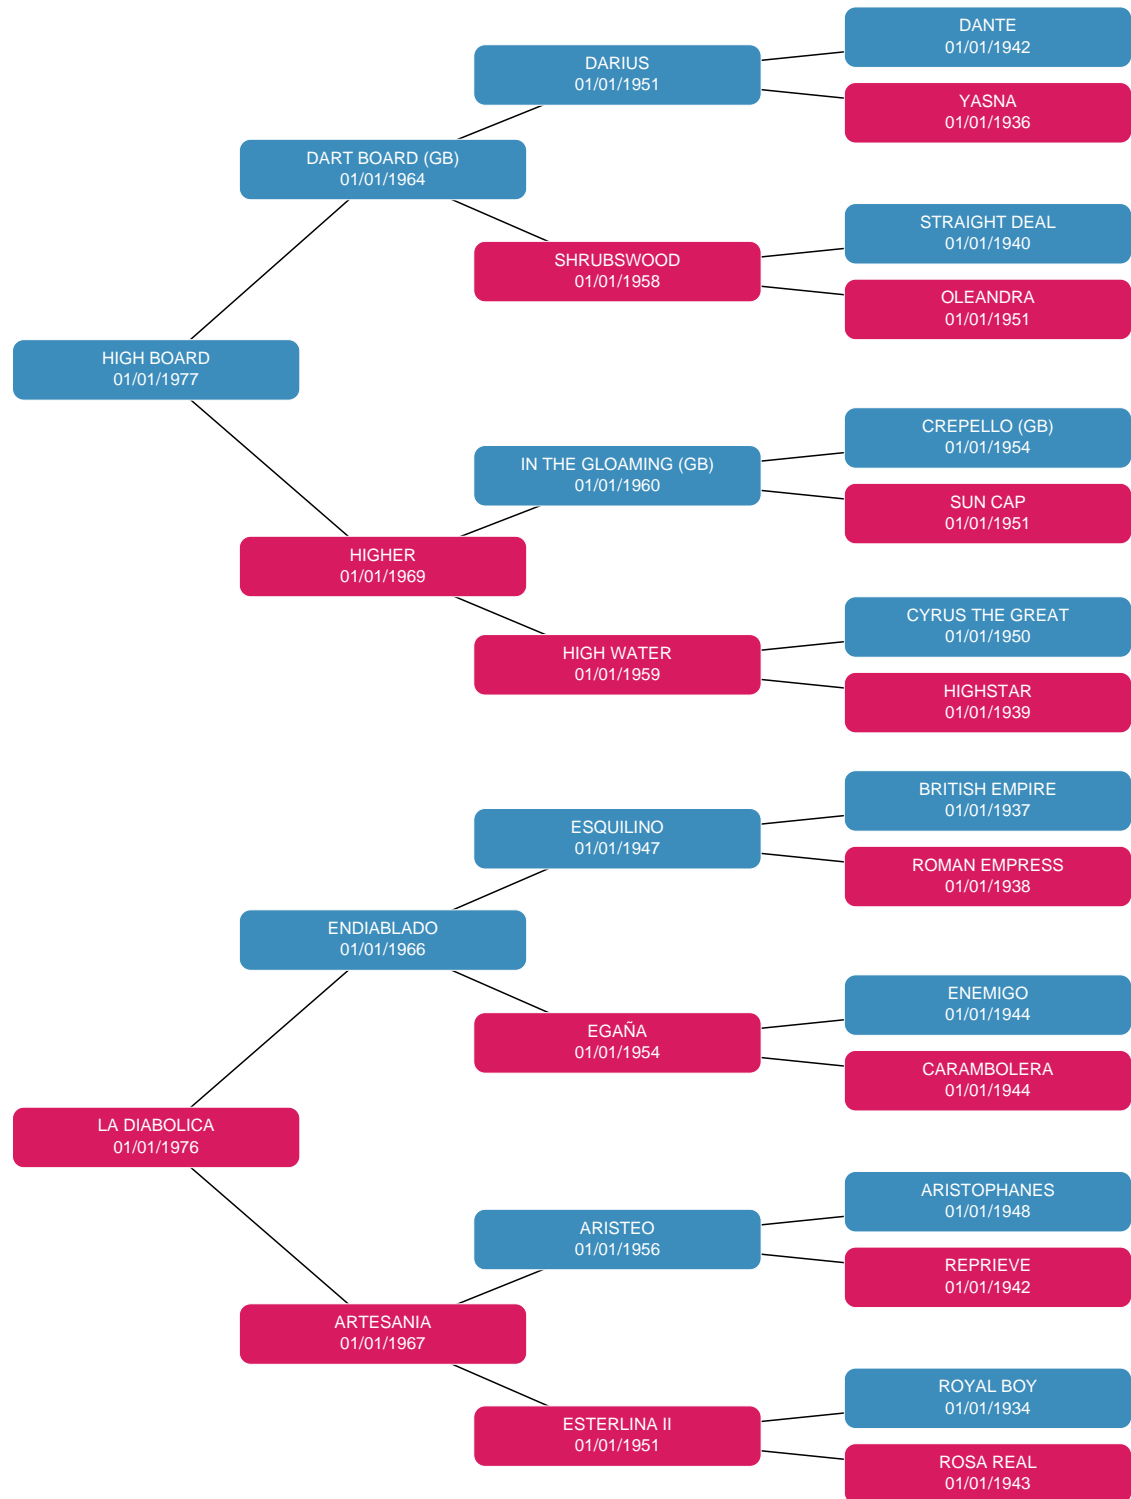 DANTE
01/01/1942
DARIUS
01/01/1951
YASNA
01/01/1936
DART BOARD (GB)
01/01/1964
STRAIGHT DEAL
01/01/1940
SHRUBSWOOD
01/01/1958
OLEANDRA
01/01/1951
HIGH BOARD
01/01/1977
CREPELLO (GB)
01/01/1954
IN THE GLOAMING (GB)
01/01/1960
SUN CAP
01/01/1951
HIGHER
01/01/1969
CYRUS THE GREAT
01/01/1950
HIGH WATER
01/01/1959
HIGHSTAR
01/01/1939
BRITISH EMPIRE
01/01/1937
ESQUILINO
01/01/1947
ROMAN EMPRESS
01/01/1938
ENDIABLADO
01/01/1966
ENEMIGO
01/01/1944
EGAÑA
01/01/1954
CARAMBOLERA
01/01/1944
LA DIABOLICA
01/01/1976
ARISTOPHANES
01/01/1948
ARISTEO
01/01/1956
REPRIEVE
01/01/1942
ARTESANIA
01/01/1967
ROYAL BOY
01/01/1934
ESTERLINA II
01/01/1951
ROSA REAL
01/01/1943